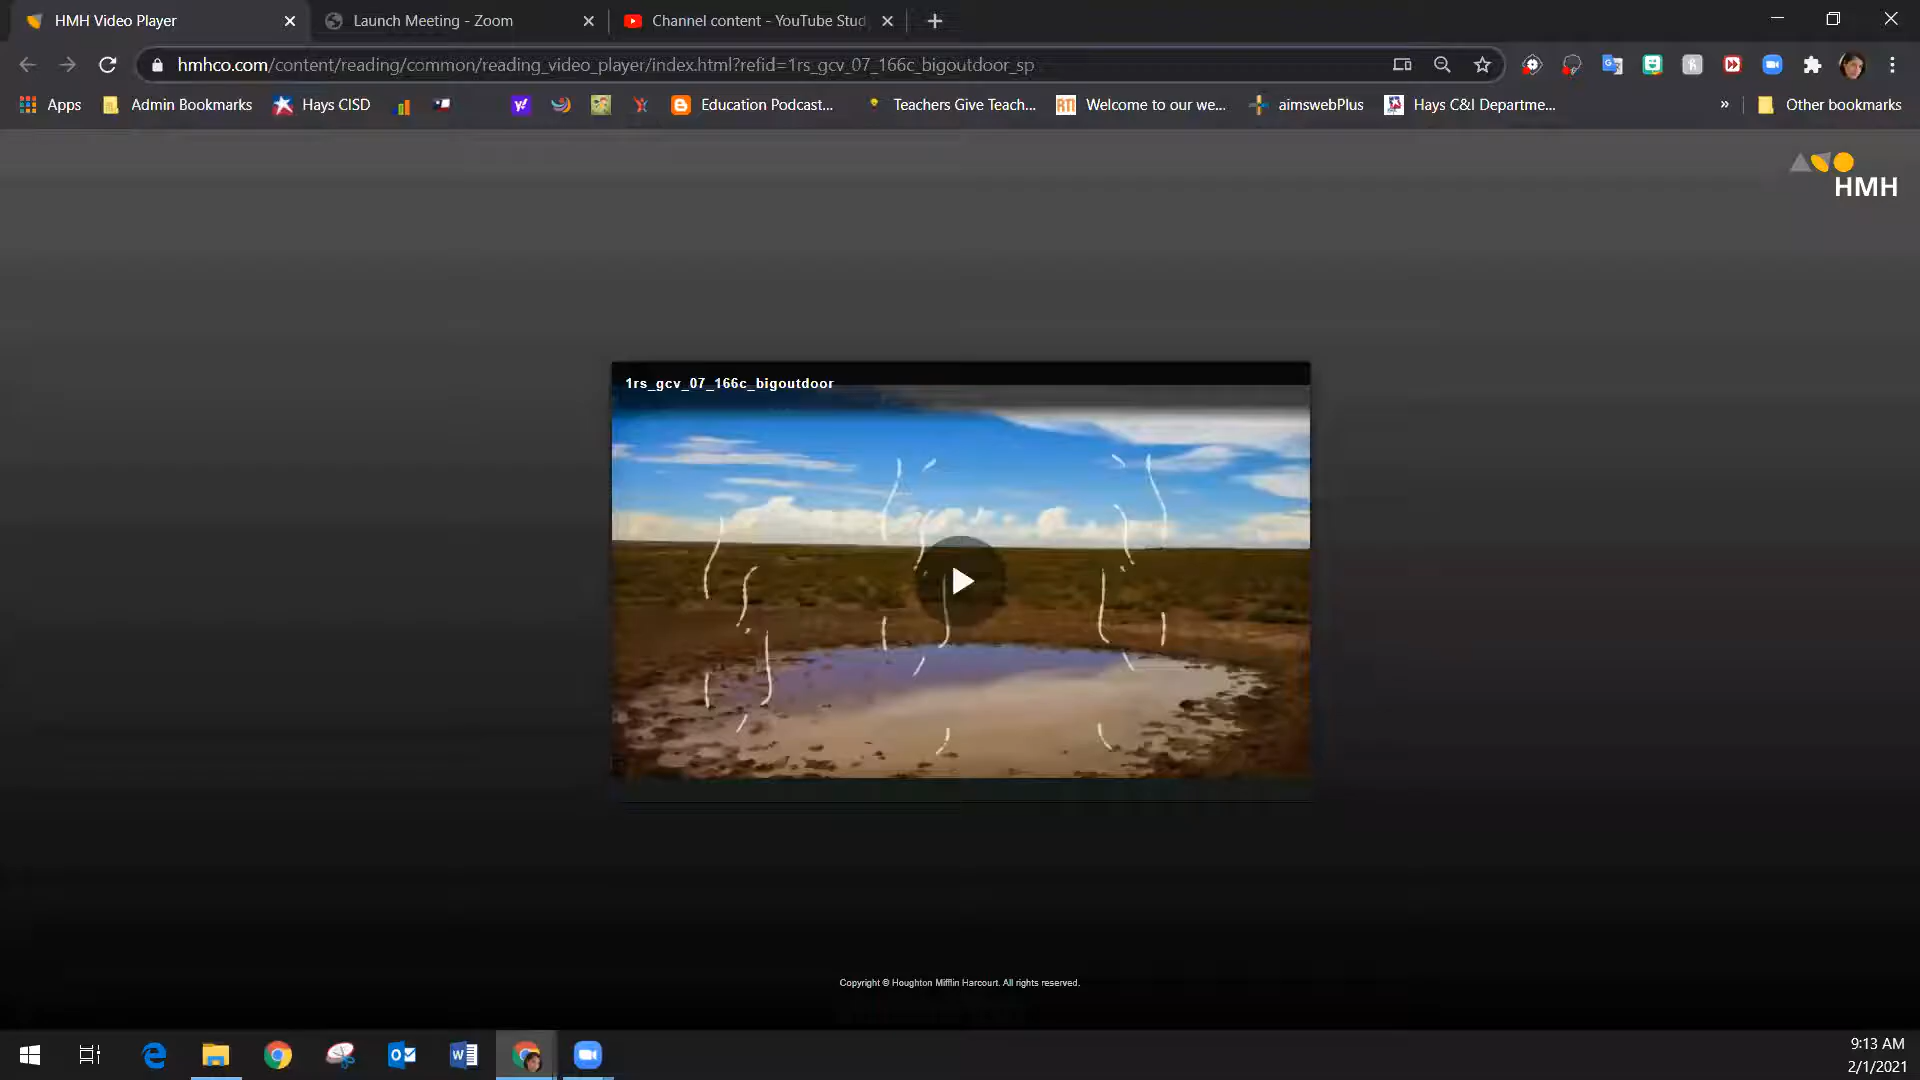 HMH Video Player
Launch Meeting - Zoom
Channel content - YouTube Stud
hmhco.com/content/reading/common/reading_video_player/index.html?refid=1rs_gcv_07_166c_bigoutdoor_sp
Apps
Admin Bookmarks
Hays CISD
Education Podcast...
Teachers Give Teach...
Welcome to our we...
aimswebPlus
Hays C&I Departme...
»
Other bookmarks
HMH
1rs_gcv_07_166c_bigoutdoor
Copyright © Houghton Mifflin Harcourt. All rights reserved.
9:13 AM
2/1/2021